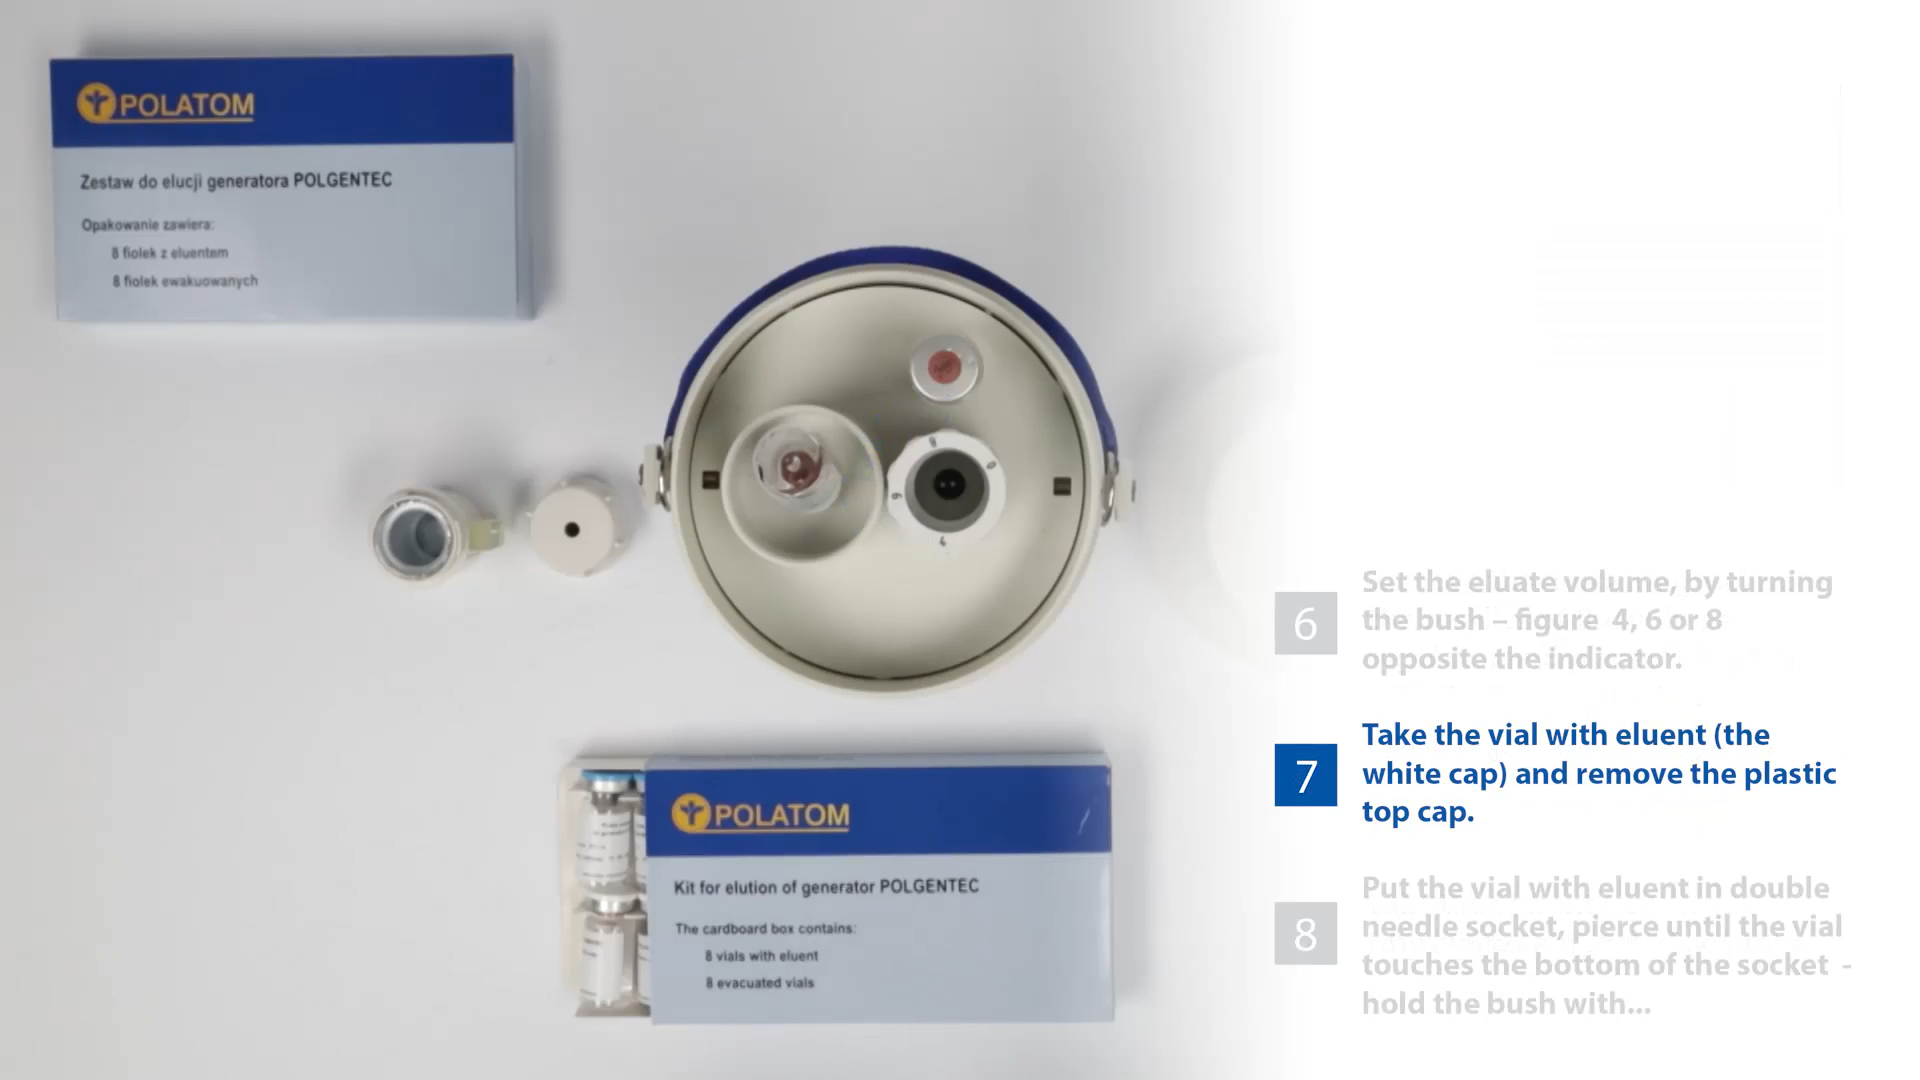 POLATOM
Zestaw do elucji generatora POLGENTEC
Opakowanie zawiera:
8 fiolek z eluentem
8 fiolek ewakuowanych
8
0
6
4
POLATOM
Kit for elution of generator POLGENTEC
The cardboard box contains:
8 vials with eluent
8 evacuated vials
6
Set the eluate volume, by turning
the bush – figure 4, 6 or 8
opposite the indicator.
7
Take the vial with eluent (the
white cap) and remove the plastic
top cap.
8
Put the vial with eluent in double
needle socket, pierce until the vial
touches the bottom of the socket -
hold the bush with...